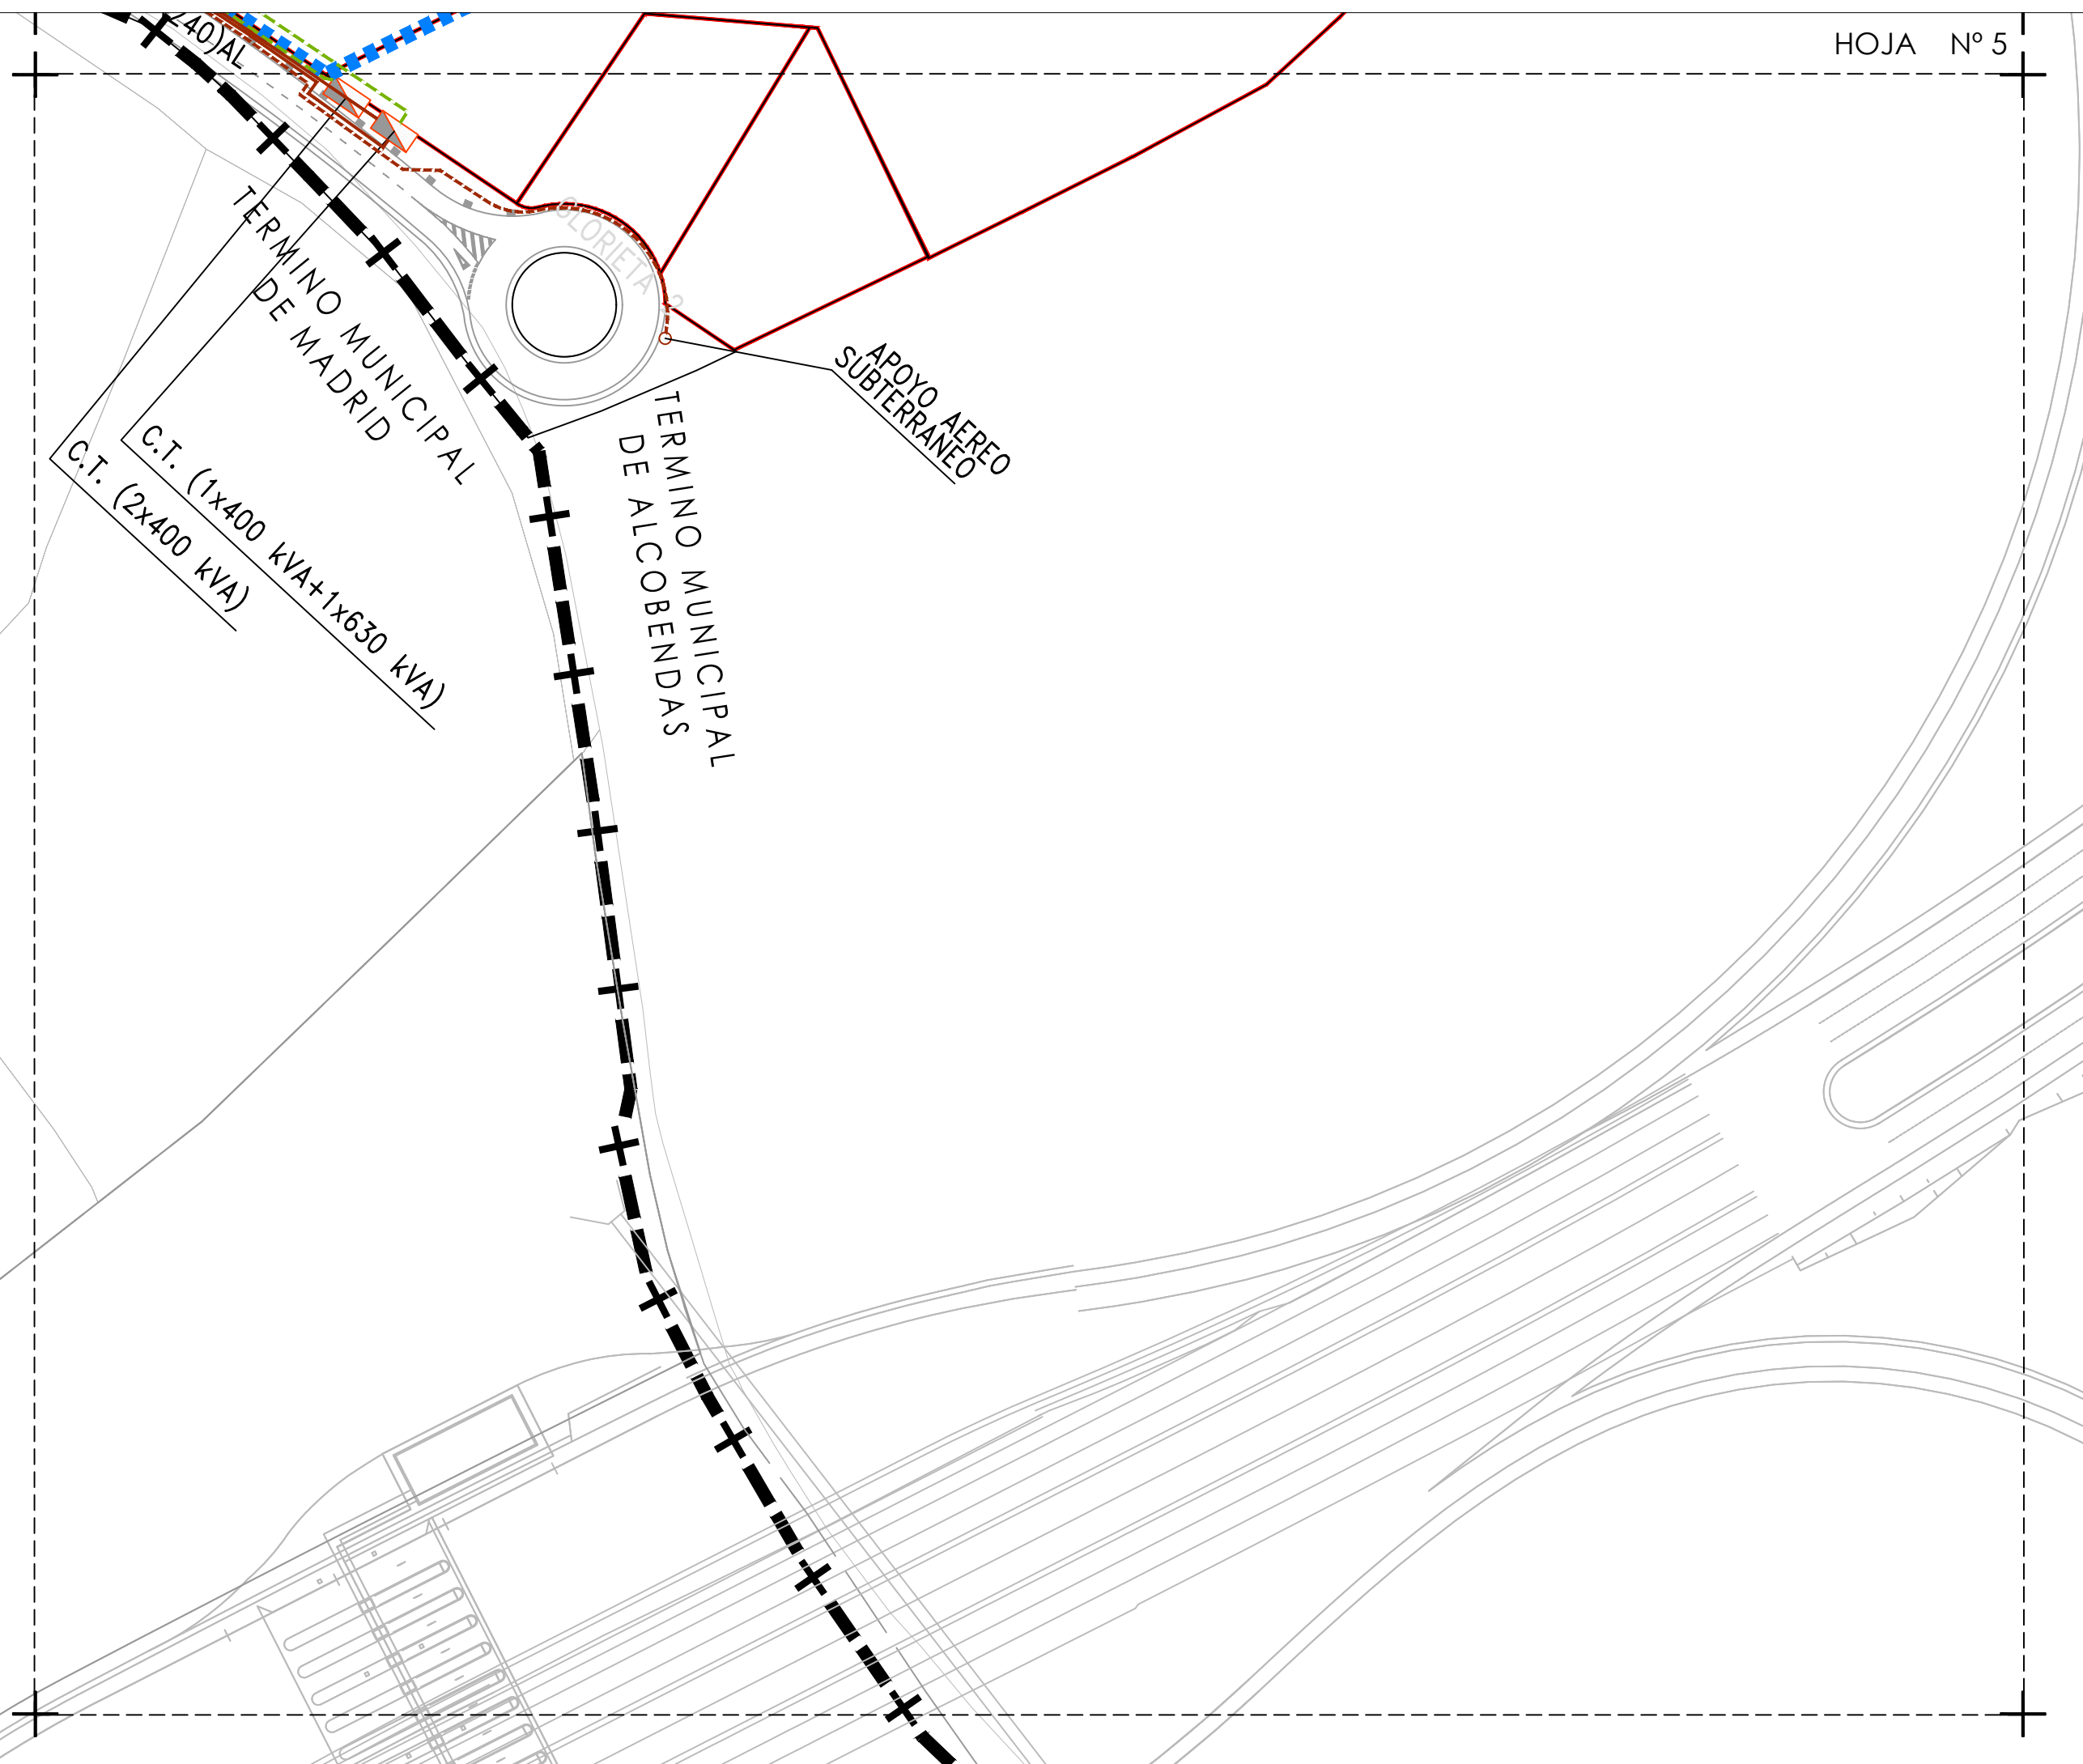 HOJA Nº 5
240)AL
GLORIETA 2
TERMINO MUNICIPAL
DE MADRID
APOYO AEREO
SUBTERRANEO
TERMINO MUNICIPAL
DE ALCOBENDAS
C.T. (1x400 kVA+1x630 kVA)
C.T. (2x400 kVA)